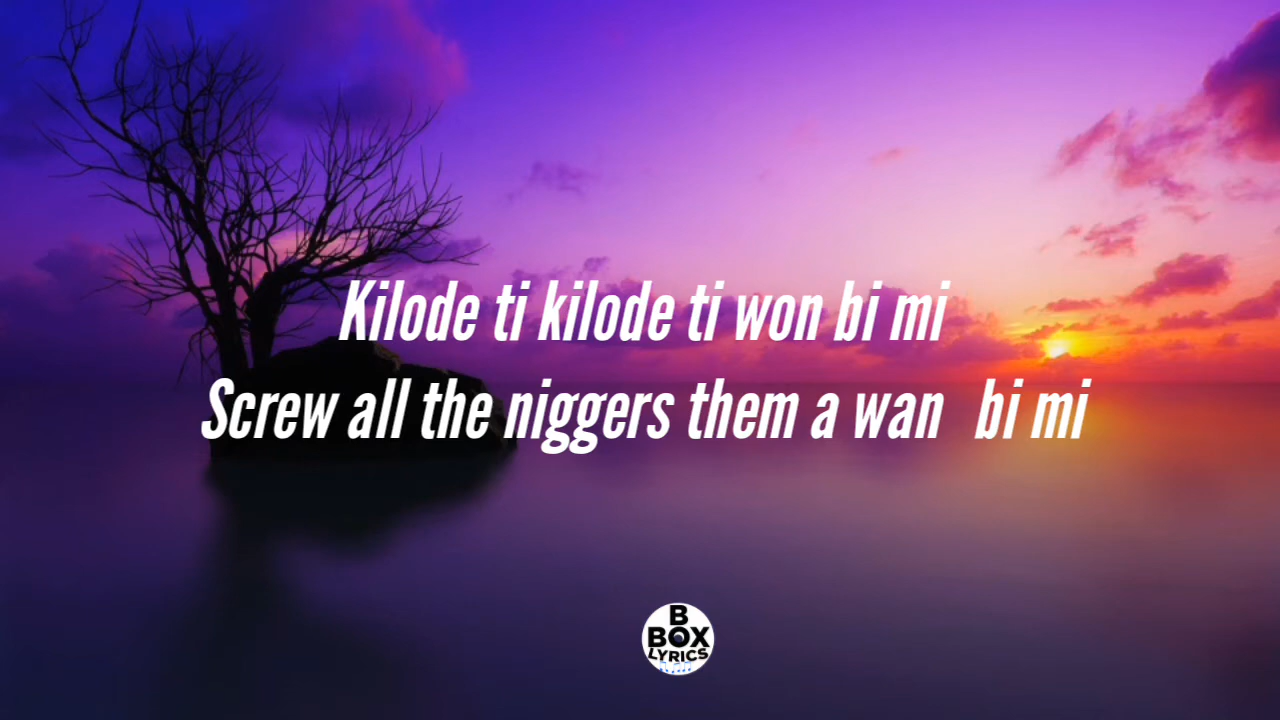 Kilode ti kilode ti won bi mi
Screw all the niggers them a wan bi mi
B
BOX
LYRICS